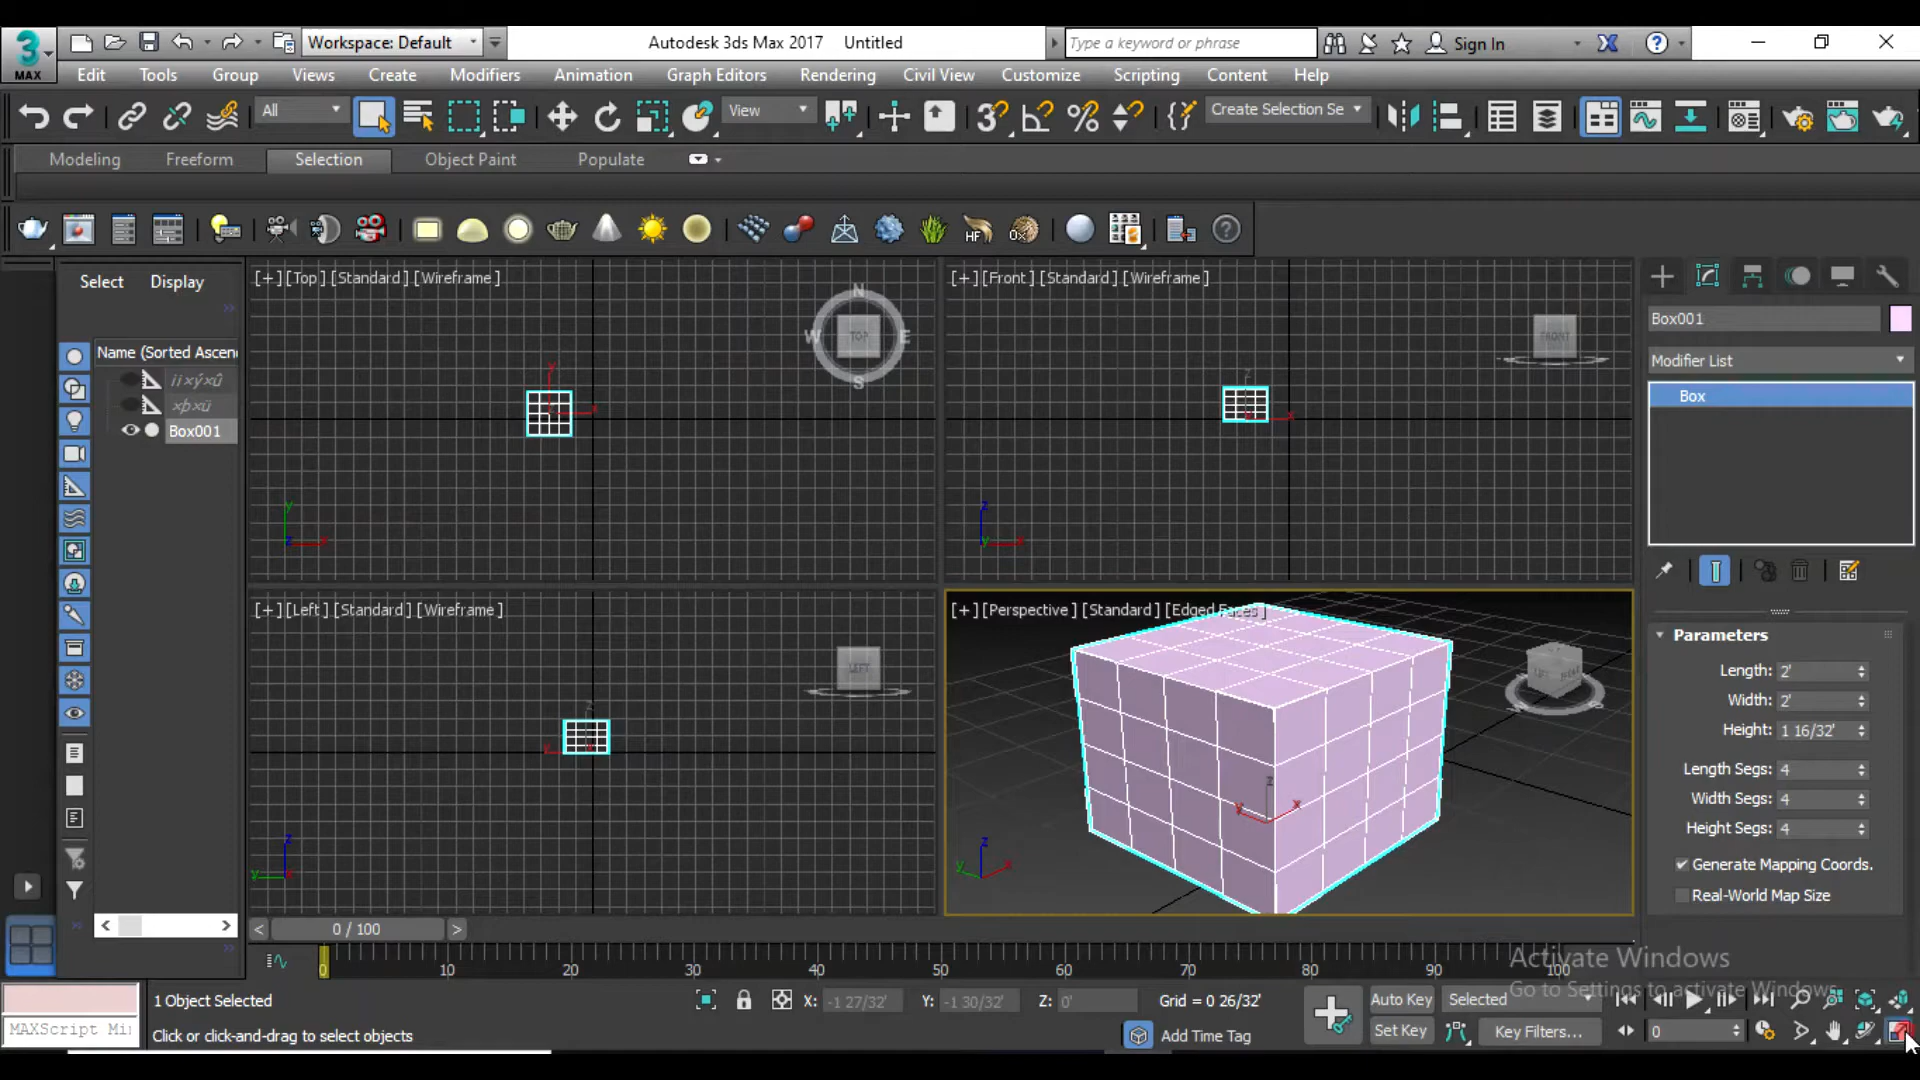 Workspace: Default
Autodesk 3ds Max 2017 Untitled
Type a keyword or phrase
Sign In
MAX
Edit Tools Group Views Create Modifiers Animation Graph Editors Rendering Civil View Customize Scripting Content Help
All
View
Create Selection Se
Modeling Freeform Selection Object Paint Populate
Select Display
[+] [Top] [Standard] [Wireframe]
[+] [Front] [Standard] [Wireframe]
N
W TOP E
S
FRONT
Box001
Name (Sorted Ascen
Modifier List
Box
Box001
[+] [Left] [Standard] [Wireframe]
[+] [Perspective] [Standard] [Edged Faces]
LEFT
Parameters
Length: 2'
Width: 2'
Height: 1 16/32'
Length Segs: 4
Width Segs: 4
Height Segs: 4
Generate Mapping Coords.
Real-World Map Size
0 / 100
0 10 20 30 40 50 60 70 80 90 100
Activate Windows
Go to Settings to activate Windows.
1 Object Selected
X: -1 27/32' Y: -1 30/32' Z: 0' Grid = 0 26/32'
Auto Key Selected
MAXScript Mi
Click or click-and-drag to select objects
Add Time Tag
Set Key Key Filters... 0